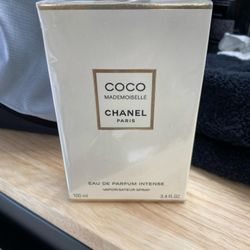 COCO
MADEMOISELLE
CHANEL
PARIS
EAU DE PARFUM INTENSE
VAPORISATEUR SPRAY
100 ml 3.4 FL.OZ